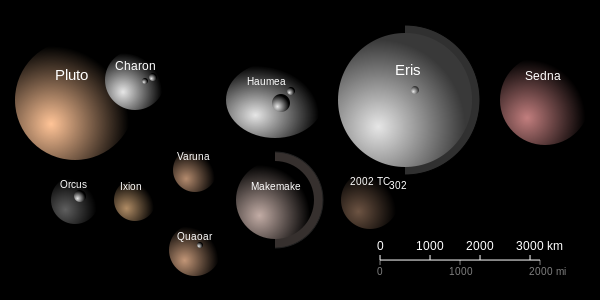 Pluto
Charon
Haumea
Eris
Sedna
Varuna
Orcus
Ixion
Makemake
2002 TC302
Quaoar
0 1000 2000 3000 km
0 1000 2000 mi